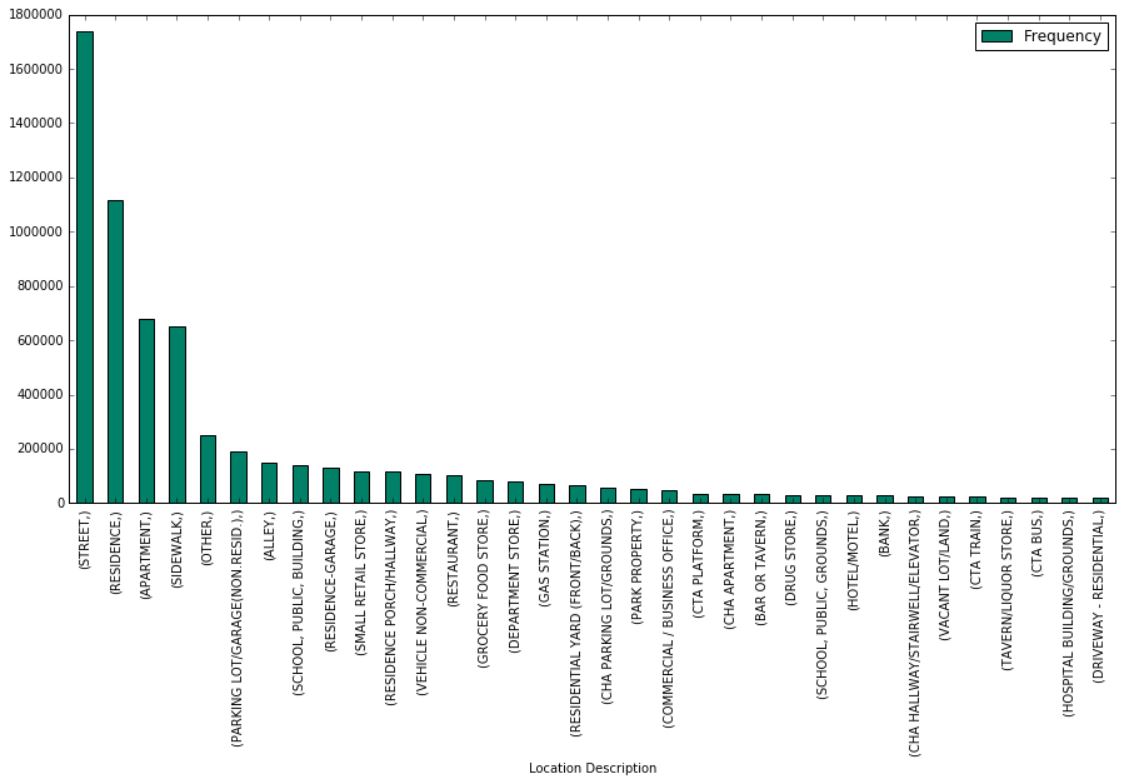 1800000
1600000
1400000
1200000
1000000
800000
600000
400000
200000
0
Frequency
(STREET,)
(RESIDENCE,)
(APARTMENT,)
(SIDEWALK,)
(OTHER,)
(PARKING LOT/GARAGE(NON.RESID.),)
(ALLEY,)
(SCHOOL, PUBLIC, BUILDING,)
(RESIDENCE-GARAGE,)
(SMALL RETAIL STORE,)
(RESIDENCE PORCH/HALLWAY,)
(VEHICLE NON-COMMERCIAL,)
(RESTAURANT,)
(GROCERY FOOD STORE,)
(DEPARTMENT STORE,)
(GAS STATION,)
(RESIDENTIAL YARD (FRONT/BACK),)
(CHA PARKING LOT/GROUNDS,)
(PARK PROPERTY,)
(COMMERCIAL / BUSINESS OFFICE,)
(CTA PLATFORM,)
(CHA APARTMENT,)
(BAR OR TAVERN,)
(DRUG STORE,)
(SCHOOL, PUBLIC, GROUNDS,)
(HOTEL/MOTEL,)
(BANK,)
(CHA HALLWAY/STAIRWELL/ELEVATOR,)
(VACANT LOT/LAND,)
(CTA TRAIN,)
(TAVERN/LIQUOR STORE,)
(CTA BUS,)
(HOSPITAL BUILDING/GROUNDS,)
(DRIVEWAY - RESIDENTIAL,)
Location Description